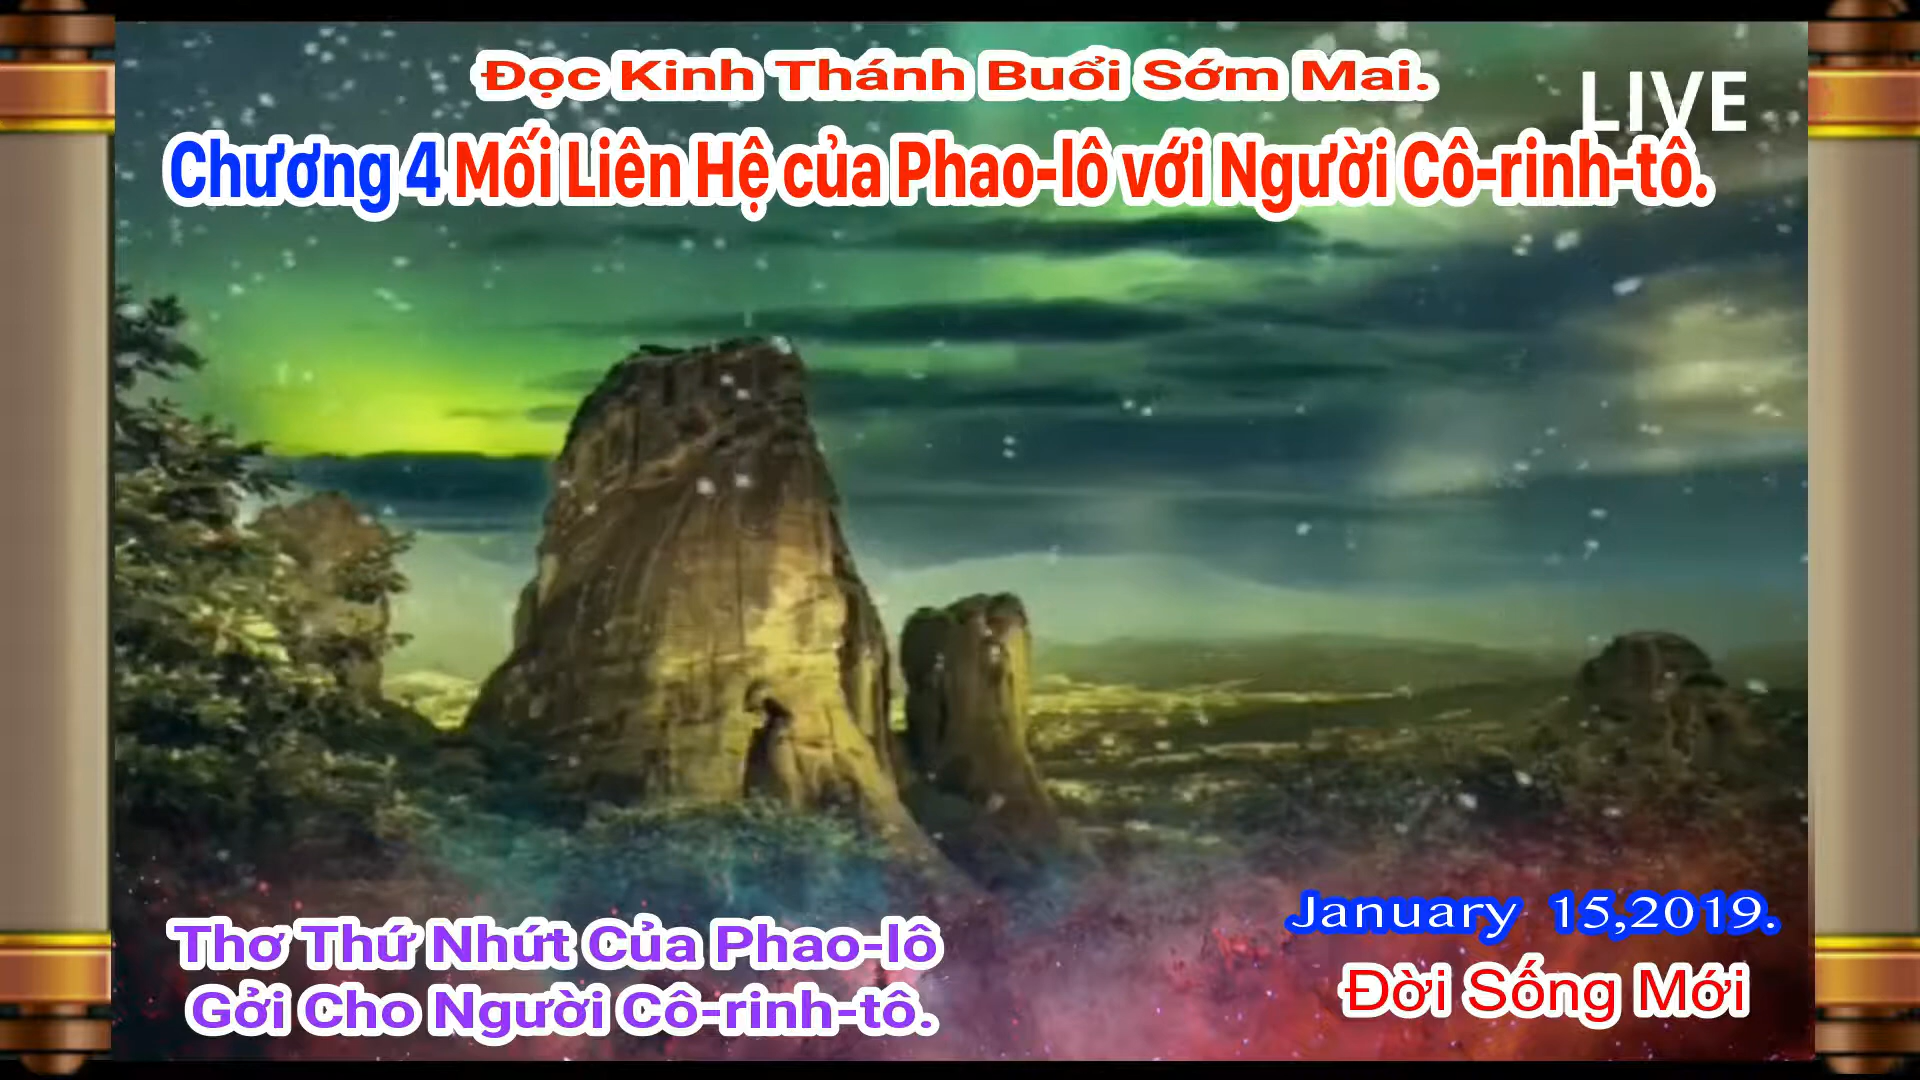 Đọc Kinh Thánh Buổi Sớm Mai.
LIVE
Chương 4 Mối Liên Hệ của Phao-lô với Người Cô-rinh-tô.
Thơ Thứ Nhứt Của Phao-lô
Gởi Cho Người Cô-rinh-tô.
January 15,2019.
Đời Sống Mới